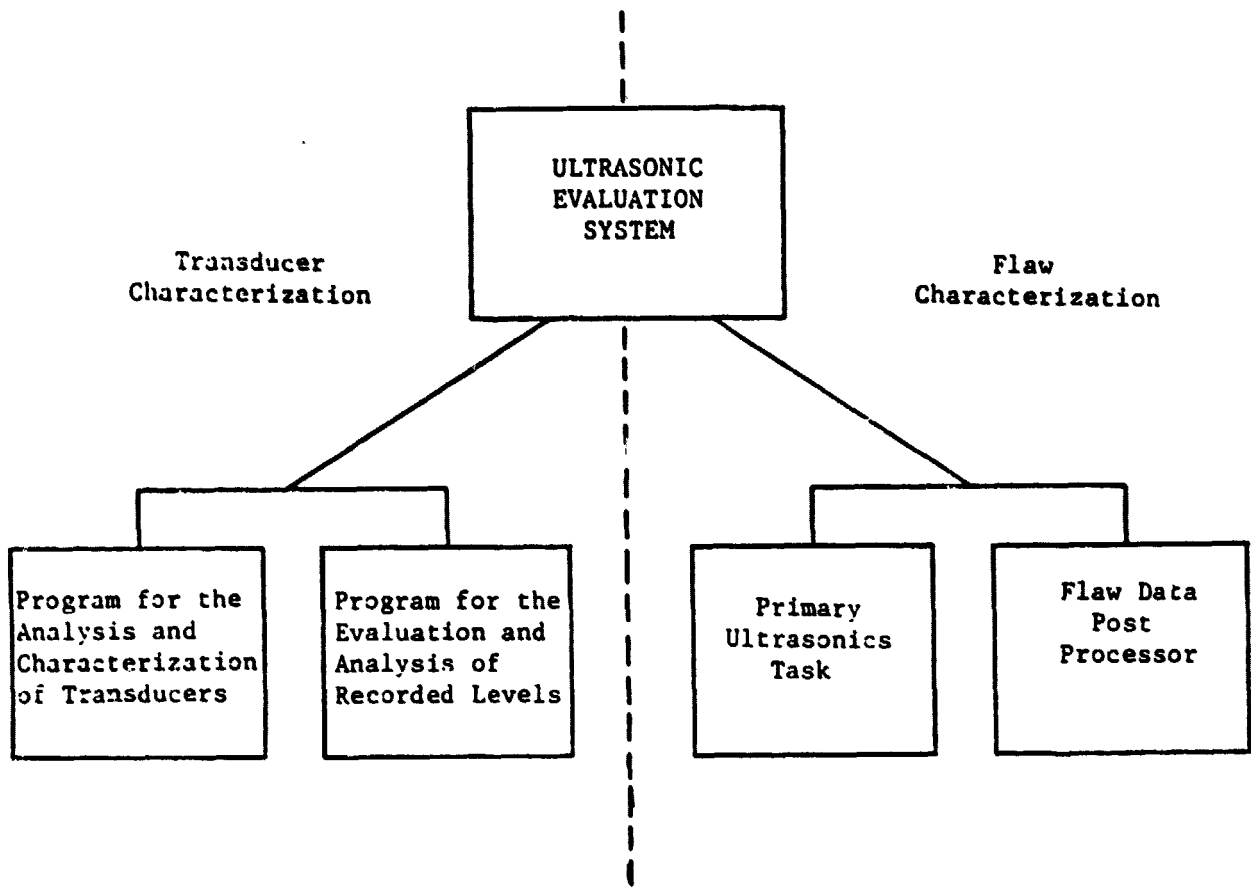 ULTRASONIC
EVALUATION
SYSTEM
Transducer
Characterization
Flaw
Characterization
Program for the
Analysis and
Characterization
of Transducers
Program for the
Evaluation and
Analysis of
Recorded Levels
Primary
Ultrasonics
Task
Flaw Data
Post
Processor